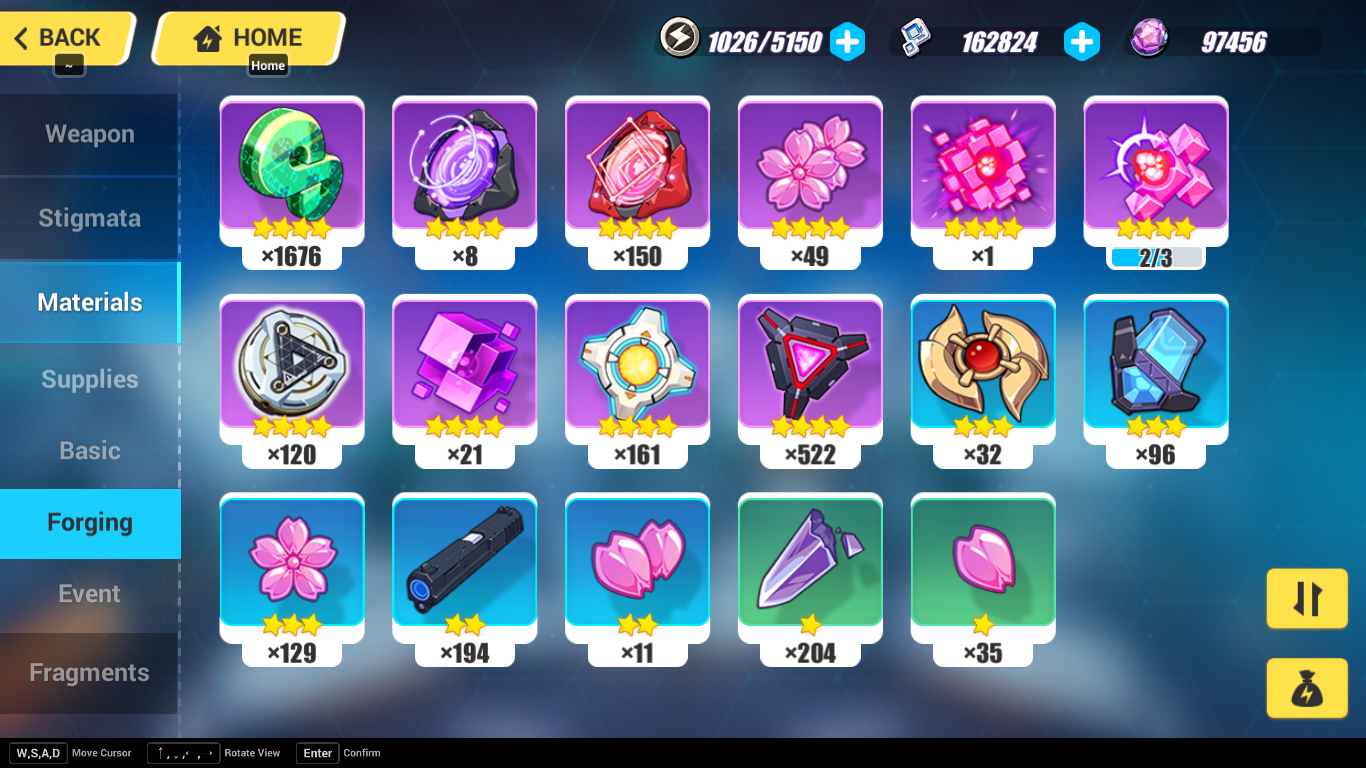 BACK
~
HOME
Home
1026/5150
162824
97456
Weapon
Stigmata
Materials
Supplies
Basic
Forging
Event
Fragments
×1676
×8
×150
×49
×1
2/3
×120
×21
×161
×522
×32
×96
×129
×194
×11
×204
×35
W,S,A,D Move Cursor ↑,↓,←,→ Rotate View Enter Confirm